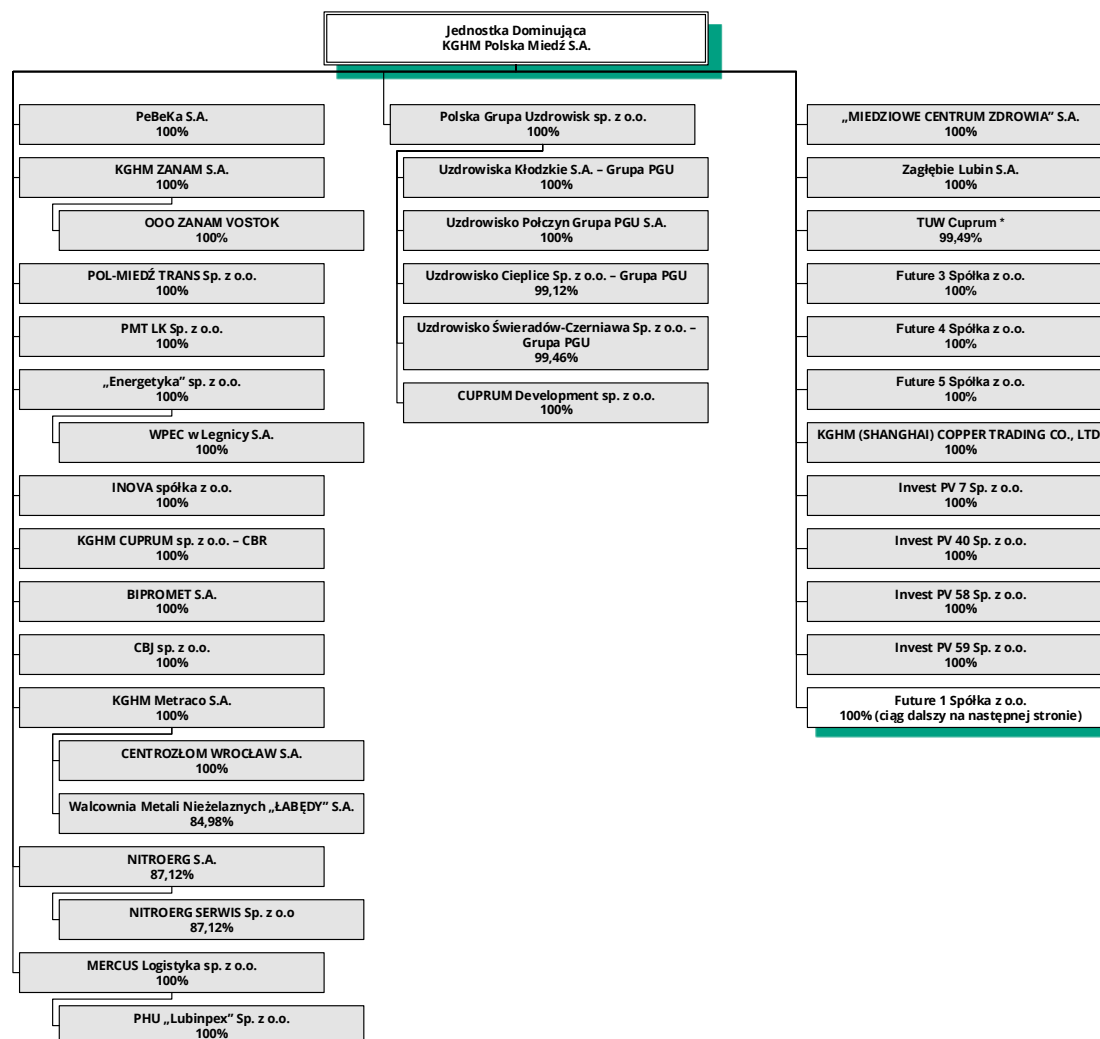 Jednostka Dominująca
KGHM Polska Miedź S.A.
PeBeKa S.A.
100%
KGHM ZANAM S.A.
100%
OOO ZANAM VOSTOK
100%
POL-MIEDŹ TRANS Sp. z o.o.
100%
PMT LK Sp. z o.o.
100%
„Energetyka” sp. z o.o.
100%
WPEC w Legnicy S.A.
100%
INOVA spółka z o.o.
100%
KGHM CUPRUM sp. z o.o. – CBR
100%
BIPROMET S.A.
100%
CBJ sp. z o.o.
100%
KGHM Metraco S.A.
100%
CENTROZŁOM WROCŁAW S.A.
100%
Walcownia Metali Nieżelaznych „ŁABĘDY” S.A.
84,98%
NITROERG S.A.
87,12%
NITROERG SERWIS Sp. z o.o
87,12%
MERCUS Logistyka sp. z o.o.
100%
PHU „Lubinpex” Sp. z o.o.
100%
Polska Grupa Uzdrowisk sp. z o.o.
100%
Uzdrowiska Kłodzkie S.A. – Grupa PGU
100%
Uzdrowisko Połczyn Grupa PGU S.A.
100%
Uzdrowisko Cieplice Sp. z o.o. – Grupa PGU
99,12%
Uzdrowisko Świeradów-Czerniawa Sp. z o.o. –
Grupa PGU
99,46%
CUPRUM Development sp. z o.o.
100%
„MIEDZIOWE CENTRUM ZDROWIA” S.A.
100%
Zagłębie Lubin S.A.
100%
TUW Cuprum *
99,49%
Future 3 Spółka z o.o.
100%
Future 4 Spółka z o.o.
100%
Future 5 Spółka z o.o.
100%
KGHM (SHANGHAI) COPPER TRADING CO., LTD
100%
Invest PV 7 Sp. z o.o.
100%
Invest PV 40 Sp. z o.o.
100%
Invest PV 58 Sp. z o.o.
100%
Invest PV 59 Sp. z o.o.
100%
Future 1 Spółka z o.o.
100% (ciąg dalszy na następnej stronie)